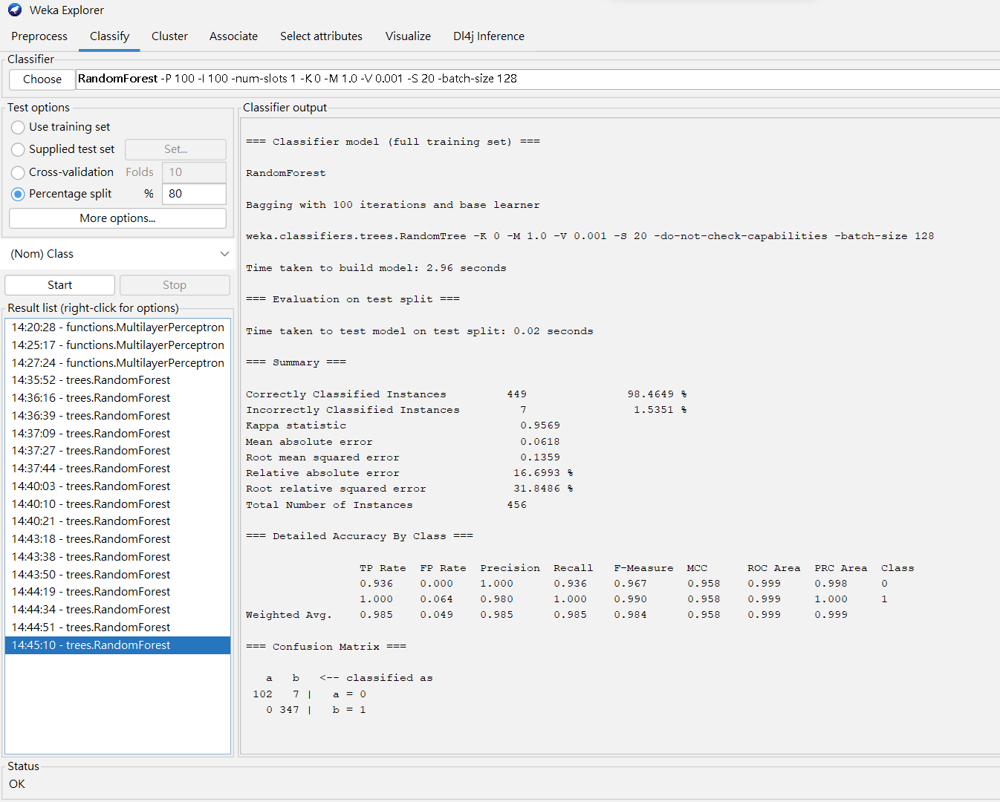 Weka Explorer
Preprocess Classify Cluster Associate Select attributes Visualize Dl4j Inference
Classifier
Choose RandomForest -P 100 -I 100 -num-slots 1 -K 0 -M 1.0 -V 0.001 -S 20 -batch-size 128
Test options
Use training set
Supplied test set Set...
Cross-validation Folds 10
Percentage split % 80
More options...
(Nom) Class
Start Stop
Result list (right-click for options)
14:20:28 - functions.MultilayerPerceptron
14:25:17 - functions.MultilayerPerceptron
14:27:24 - functions.MultilayerPerceptron
14:35:52 - trees.RandomForest
14:36:16 - trees.RandomForest
14:36:39 - trees.RandomForest
14:37:09 - trees.RandomForest
14:37:27 - trees.RandomForest
14:37:44 - trees.RandomForest
14:40:03 - trees.RandomForest
14:40:10 - trees.RandomForest
14:40:21 - trees.RandomForest
14:43:18 - trees.RandomForest
14:43:38 - trees.RandomForest
14:43:50 - trees.RandomForest
14:44:19 - trees.RandomForest
14:44:34 - trees.RandomForest
14:44:51 - trees.RandomForest
14:45:10 - trees.RandomForest
Classifier output
=== Classifier model (full training set) ===
RandomForest
Bagging with 100 iterations and base learner
weka.classifiers.trees.RandomTree -K 0 -M 1.0 -V 0.001 -S 20 -do-not-check-capabilities -batch-size 128
Time taken to build model: 2.96 seconds
=== Evaluation on test split ===
Time taken to test model on test split: 0.02 seconds
=== Summary ===
Correctly Classified Instances 449 98.4649 %
Incorrectly Classified Instances 7 1.5351 %
Kappa statistic 0.9569
Mean absolute error 0.0618
Root mean squared error 0.1359
Relative absolute error 16.6993 %
Root relative squared error 31.8486 %
Total Number of Instances 456
=== Detailed Accuracy By Class ===
TP Rate FP Rate Precision Recall F-Measure MCC ROC Area PRC Area Class
0.936 0.000 1.000 0.936 0.967 0.958 0.999 0.998 0
1.000 0.064 0.980 1.000 0.990 0.958 0.999 1.000 1
Weighted Avg. 0.985 0.049 0.985 0.985 0.984 0.958 0.999 0.999
=== Confusion Matrix ===
a b <-- classified as
102 7 | a = 0
0 347 | b = 1
Status
OK